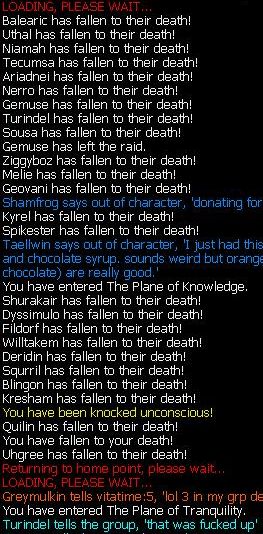 LOADING, PLEASE WAIT...
Balearic has fallen to their death!
Uthal has fallen to their death!
Niamah has fallen to their death!
Tecumsa has fallen to their death!
Ariadnei has fallen to their death!
Nerro has fallen to their death!
Gemuse has fallen to their death!
Turindel has fallen to their death!
Sousa has fallen to their death!
Gemuse has left the raid.
Ziggyboz has fallen to their death!
Melie has fallen to their death!
Geovani has fallen to their death!
Shamfrog says out of character, 'donating for
Kyrel has fallen to their death!
Spikester has fallen to their death!
Taellwin says out of character, 'I just had this
and chocolate syrup. sounds weird but orange
chocolate) are really good.'
You have entered The Plane of Knowledge.
Shurakair has fallen to their death!
Dyssimulo has fallen to their death!
Fildorf has fallen to their death!
Willtakem has fallen to their death!
Deridin has fallen to their death!
Squrril has fallen to their death!
Blingon has fallen to their death!
Kresham has fallen to their death!
You have been knocked unconscious!
Quilin has fallen to their death!
You have fallen to your death!
Uhgree has fallen to their death!
Returning to home point, please wait...
LOADING, PLEASE WAIT...
Greymulkin tells vitatime:5, 'lol 3 in my grp de
You have entered The Plane of Tranquility.
Turindel tells the group, 'that was fucked up'